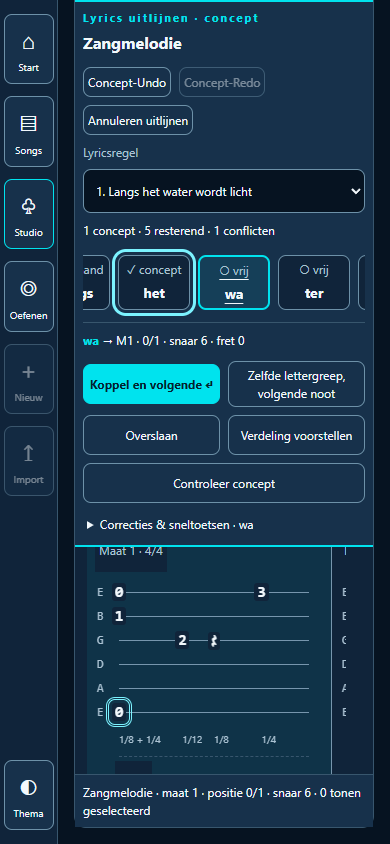 Start
Songs
Studio
Oefenen
Nieuw
Import
Thema
Lyrics uitlijnen · concept
Zangmelodie
Concept-Undo
Concept-Redo
Annuleren uitlijnen
Lyricsregel
1. Langs het water wordt licht
1 concept · 5 resterend · 1 conflicten
and
gs
✓ concept
het
○ vrij
wa
○ vrij
ter
wa → M1 · 0/1 · snaar 6 · fret 0
Koppel en volgende ↵
Zelfde lettergreep,
volgende noot
Overslaan
Verdeling voorstellen
Controleer concept
▶ Correcties & sneltoetsen · wa
Maat 1 · 4/4
E 0 3 E
B 1 B
G 2 G
D D
A A
E 0 E
1/8 + 1/4 1/12 1/8 1/4
Zangmelodie · maat 1 · positie 0/1 · snaar 6 · 0 tonen
geselecteerd